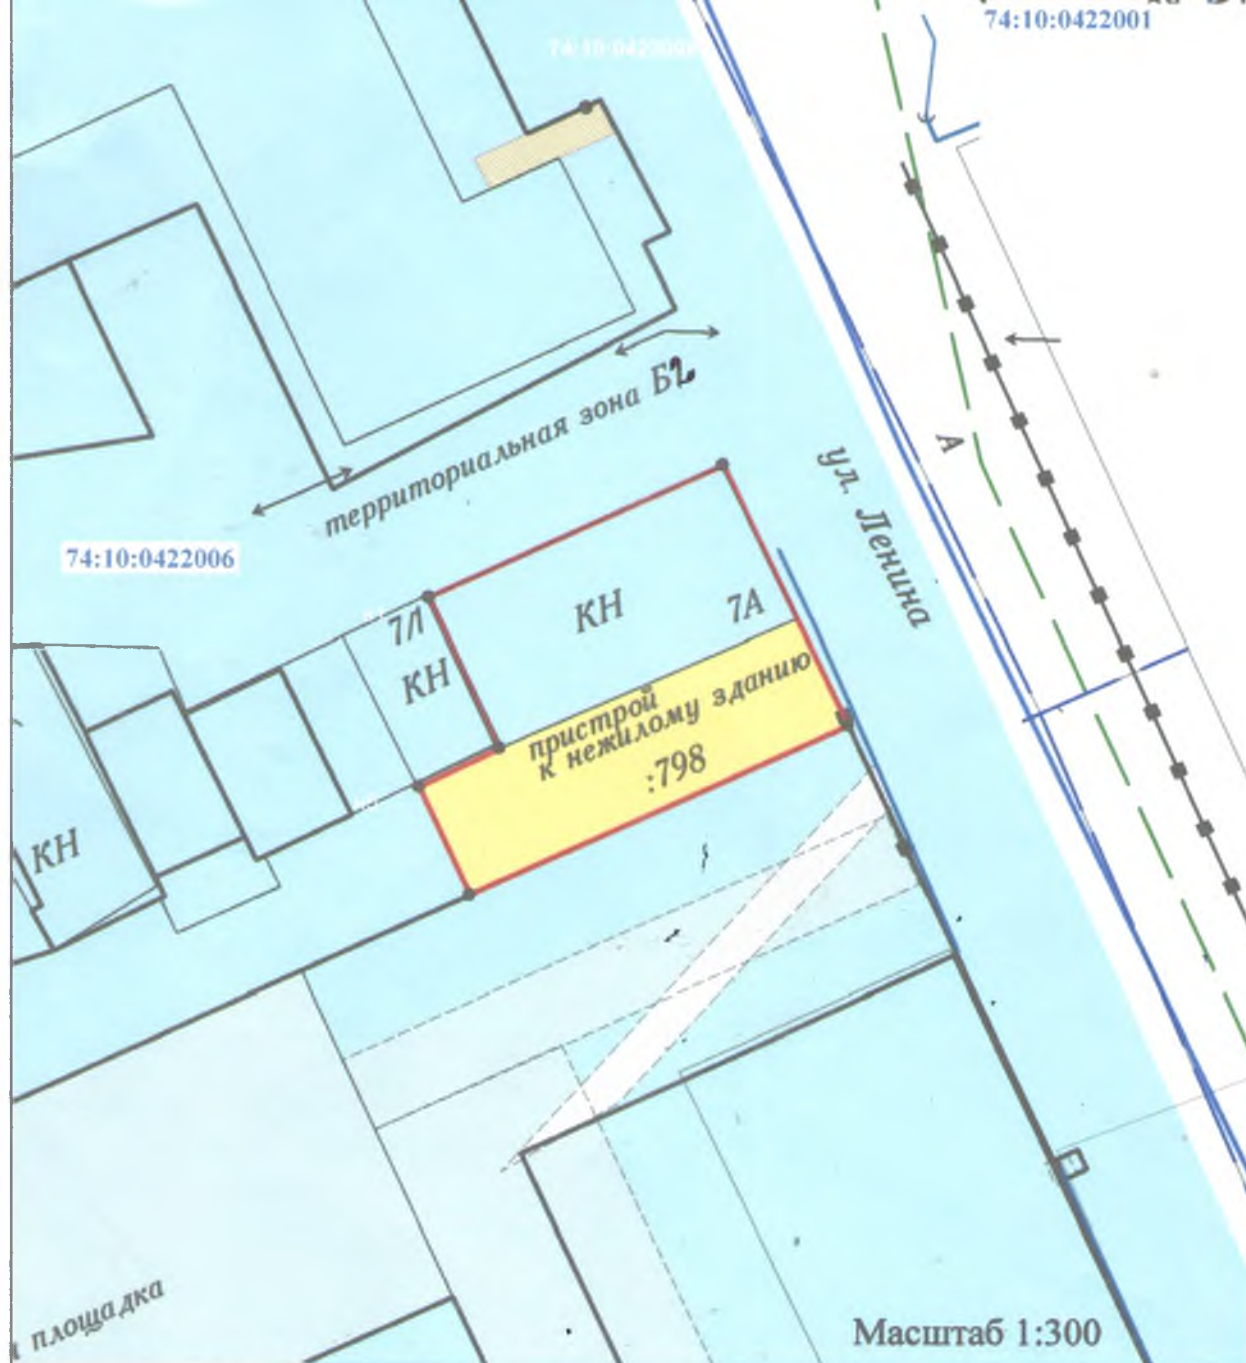 74:10:0422001
территориальная зона Б2
ул. Ленина
А
74:10:0422006
7/1
КН
КН
7А
пристрой
к нежилому зданию
:798
КН
площадка
Масштаб 1:300